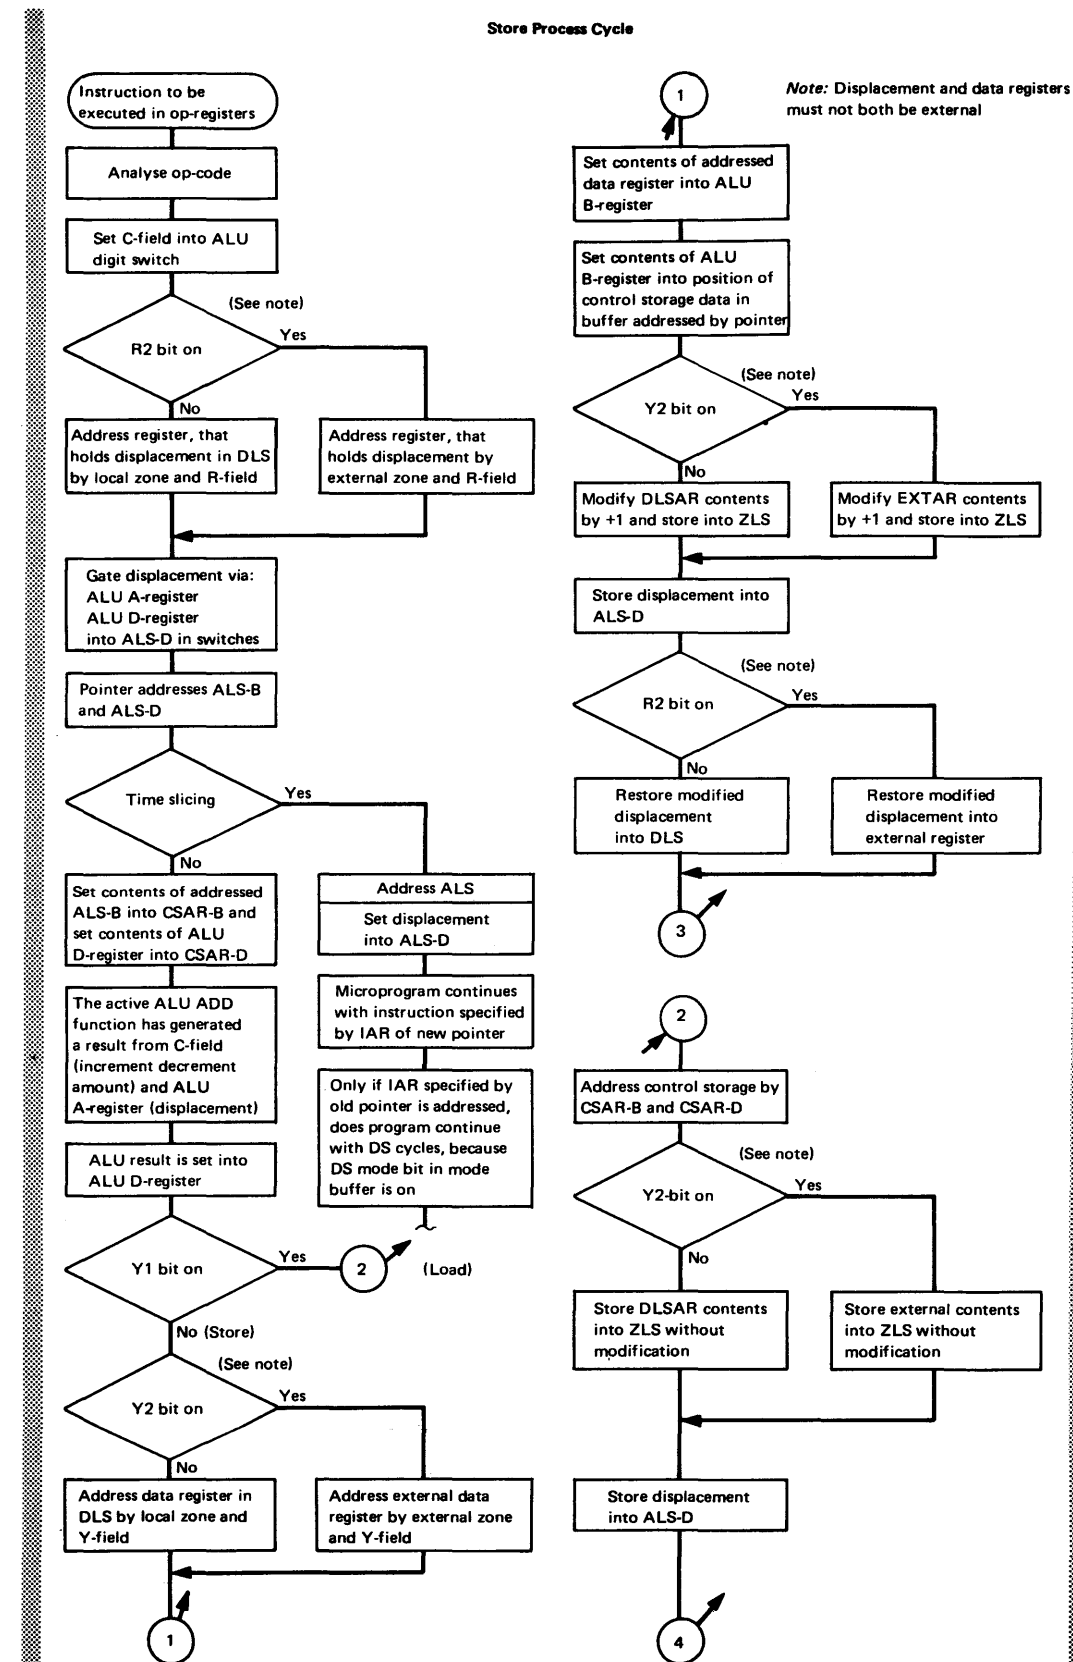 Store Process Cycle
Instruction to be
executed in op-registers
Analyse op-code
Set C-field into ALU
digit switch
(See note)
R2 bit on
Yes
No
Address register, that
holds displacement in DLS
by local zone and R-field
Address register, that
holds displacement by
external zone and R-field
Gate displacement via:
ALU A-register
ALU D-register
into ALS-D in switches
Pointer addresses ALS-B
and ALS-D
Time slicing
Yes
No
Set contents of addressed
ALS-B into CSAR-B and
set contents of ALU
D-register into CSAR-D
Address ALS
Set displacement
into ALS-D
The active ALU ADD
function has generated
a result from C-field
(increment decrement
amount) and ALU
A-register (displacement)
Microprogram continues
with instruction specified
by IAR of new pointer
Only if IAR specified by
old pointer is addressed,
does program continue
with DS cycles, because
DS mode bit in mode
buffer is on
ALU result is set into
ALU D-register
Y1 bit on
Yes
2
(Load)
No (Store)
(See note)
Y2 bit on
Yes
No
Address data register in
DLS by local zone and
Y-field
Address external data
register by external zone
and Y-field
1
1
Note: Displacement and data registers
must not both be external
Set contents of addressed
data register into ALU
B-register
Set contents of ALU
B-register into position of
control storage data in
buffer addressed by pointer
(See note)
Y2 bit on
Yes
No
Modify DLSAR contents
by +1 and store into ZLS
Modify EXTAR contents
by +1 and store into ZLS
Store displacement into
ALS-D
(See note)
R2 bit on
Yes
No
Restore modified
displacement
into DLS
Restore modified
displacement into
external register
3
2
Address control storage by
CSAR-B and CSAR-D
(See note)
Y2-bit on
Yes
No
Store DLSAR contents
into ZLS without
modification
Store external contents
into ZLS without
modification
Store displacement
into ALS-D
4